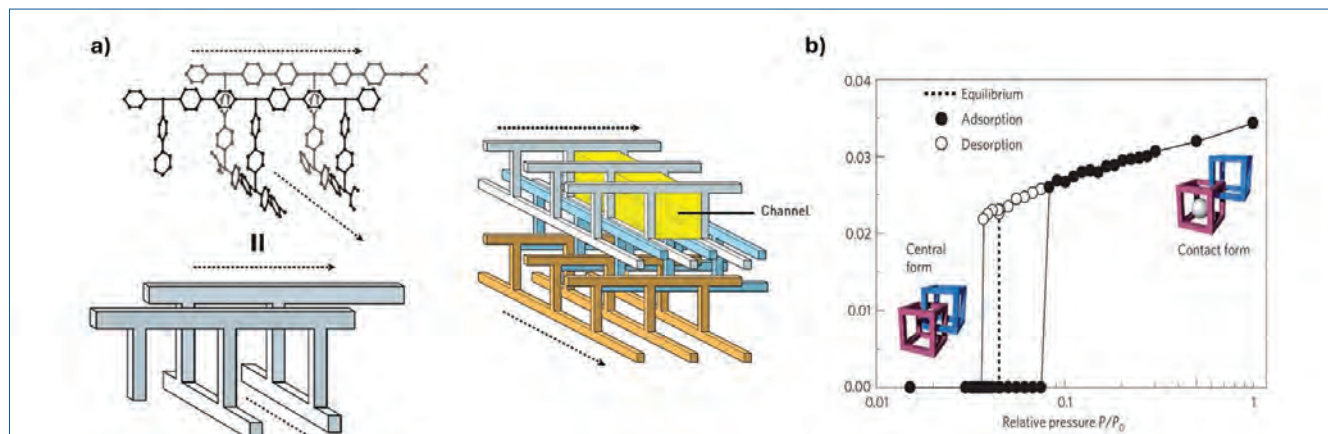 a)
Channel
b)
0.04
Equilibrium
Adsorption
Desorption
0.03
0.02
Central
form
Contact form
0.01
0.00
0.01
0.1
1
Relative pressure P/P0